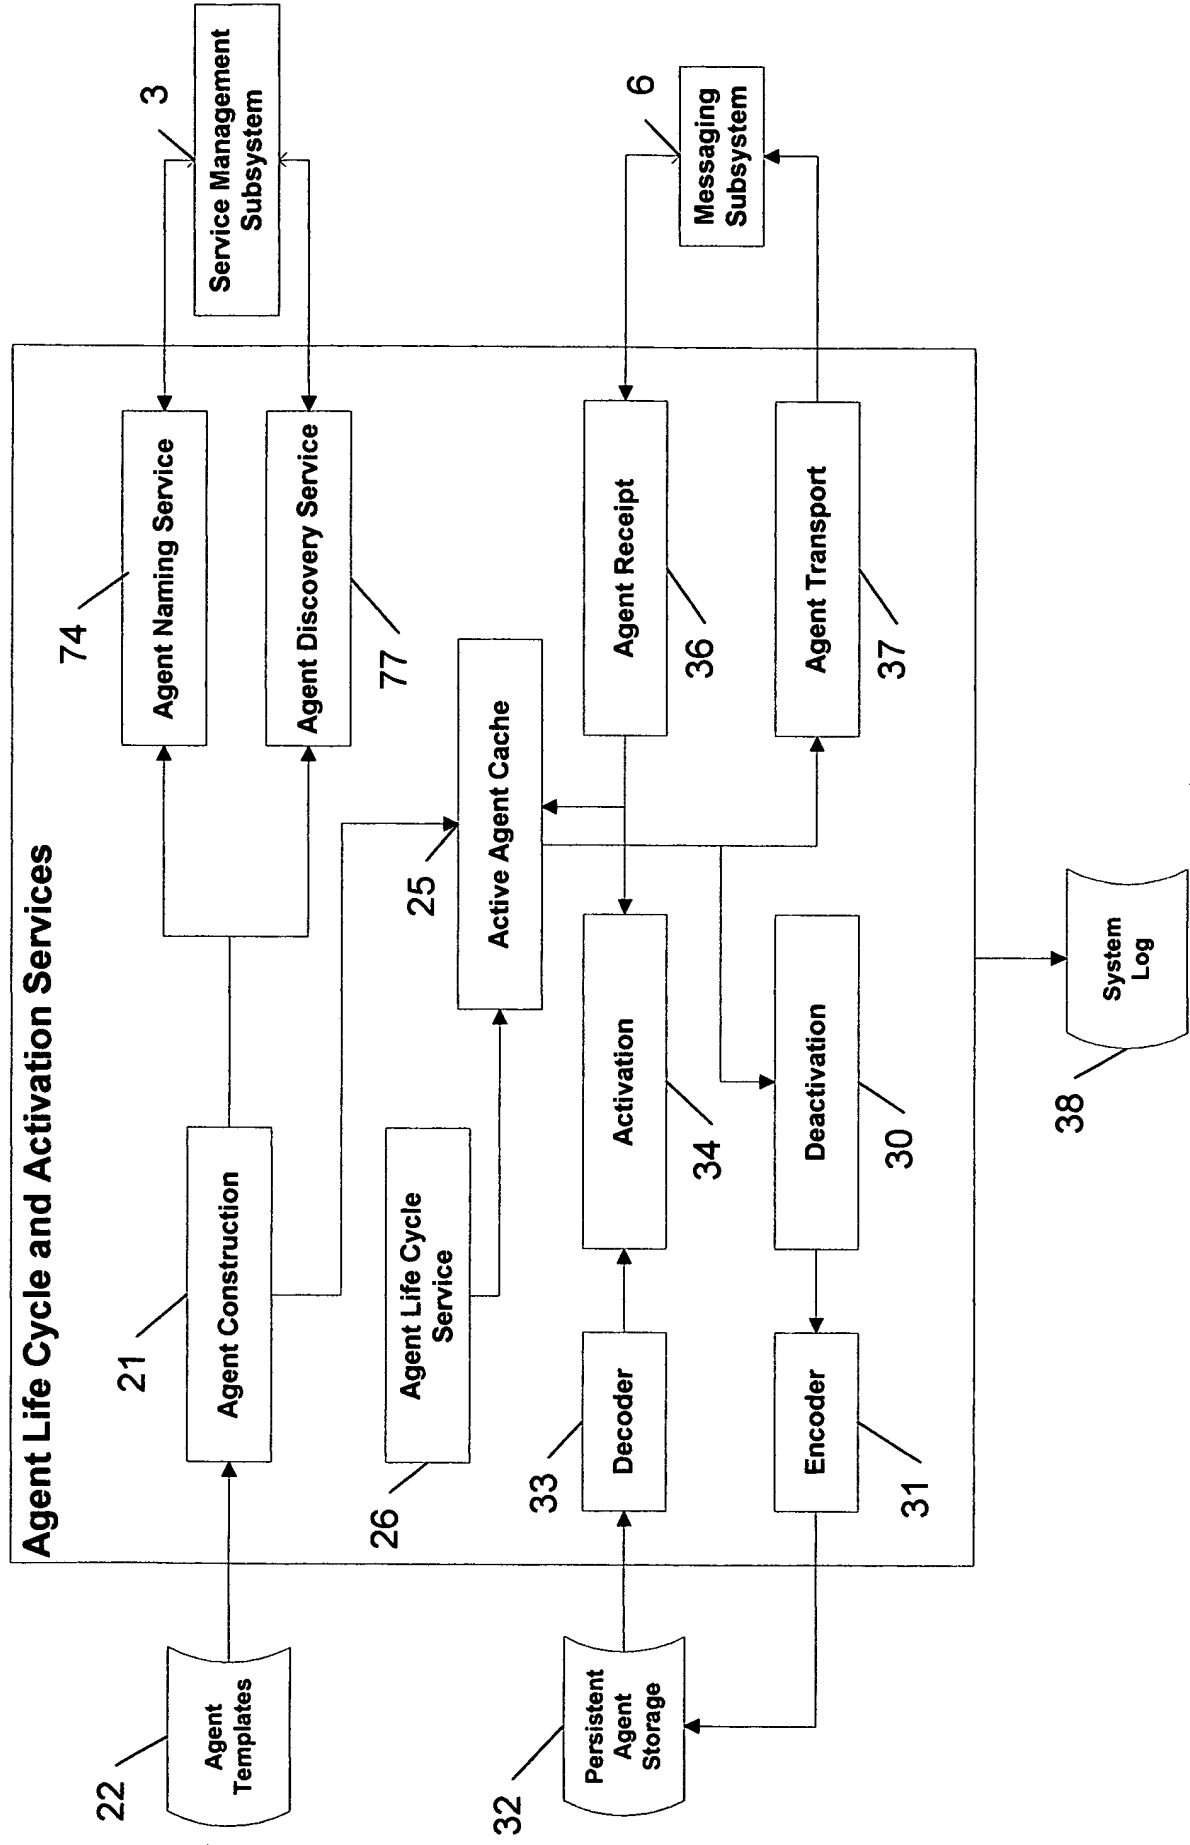 Agent Life Cycle and Activation Services
22
Agent
Templates
21
Agent Construction
74
Agent Naming Service
3
Service Management
Subsystem
Agent Discovery Service
77
26
Agent Life Cycle
Service
25
Active Agent Cache
32
Persistent
Agent
Storage
33
Decoder
Activation
34
Agent Receipt
36
6
Messaging
Subsystem
Encoder
31
Deactivation
30
Agent Transport
37
38
System
Log